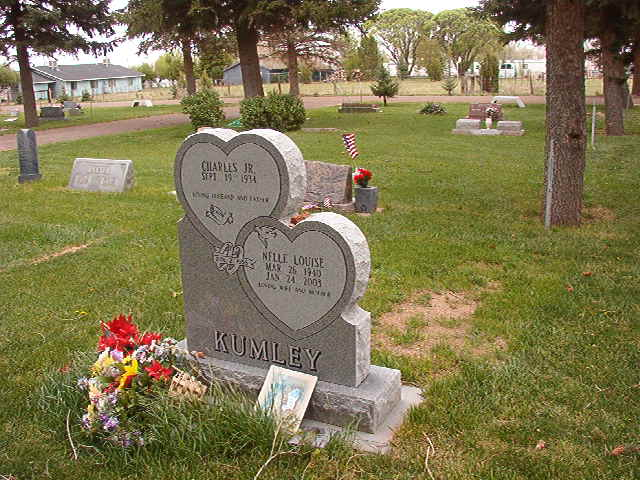 CHARLES JR.
SEPT. 19 1934
LOVING HUSBAND AND FATHER
NELLE LOUISE
MAR 26 1940
JAN 24 2003
LOVING WIFE AND MOTHER
KUMLEY